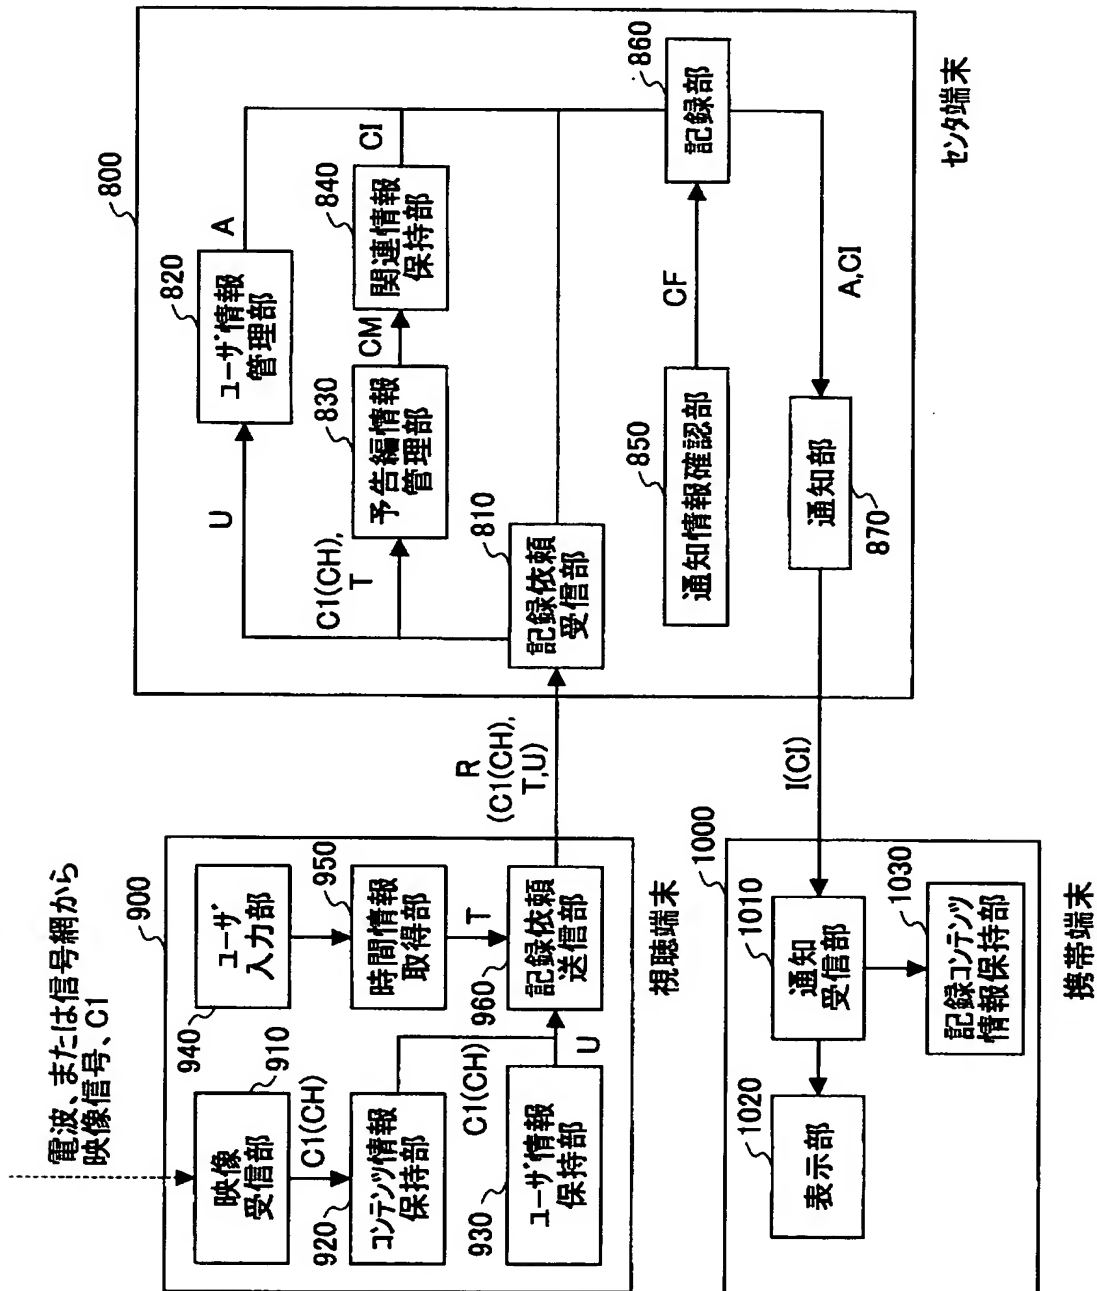 電波、または信号網から
映像信号、C1
900
910
映像
受信部
C1(CH)
920
コンテンツ情報
保持部
C1(CH)
930
ユーザ情報
保持部
U
940
ユーザ
入力部
950
時間情報
取得部
T
960
記録依頼
送信部
視聴端末
R
(C1(CH),
T,U)
800
810
記録依頼
受信部
U
C1(CH),
T
820
ユーザ情報
管理部
A
830
予告編情報
管理部
CM
840
関連情報
保持部
CI
850
通知情報確認部
CF
860
記録部
A,CI
870
通知部
センタ端末
I(CI)
1000
1010
通知
受信部
1020
表示部
1030
記録コンテンツ
情報保持部
携帯端末